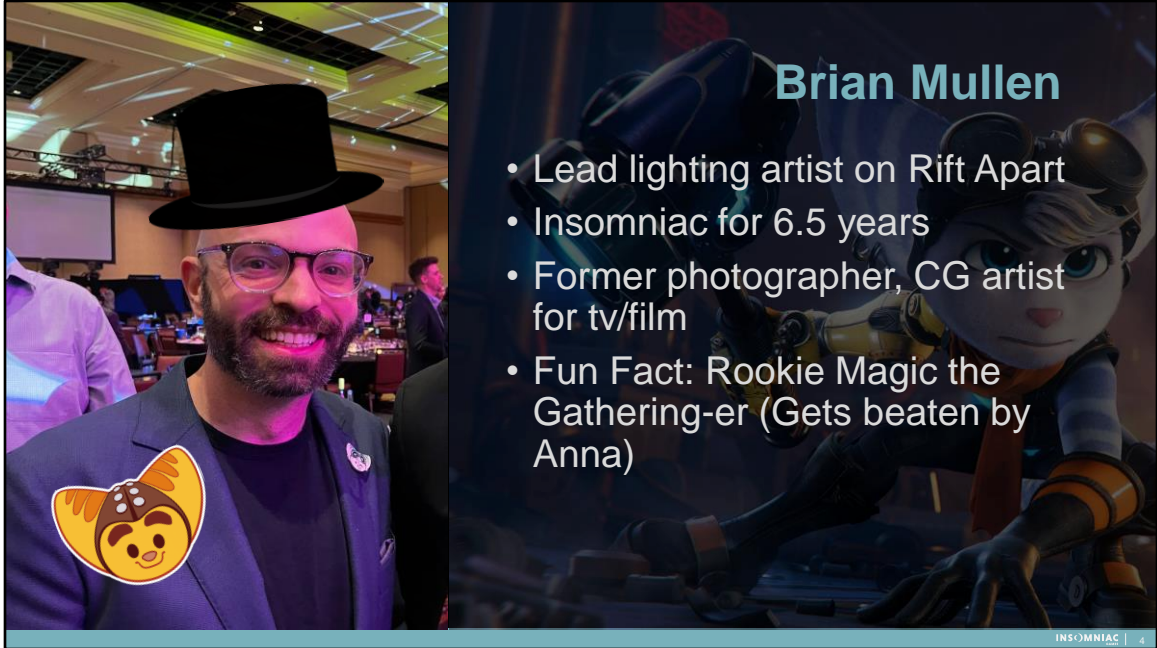 Brian Mullen
• Lead lighting artist on Rift Apart
• Insomniac for 6.5 years
• Former photographer, CG artist
for tv/film
• Fun Fact: Rookie Magic the
Gathering-er (Gets beaten by
Anna)
INSOMNIAC | 4